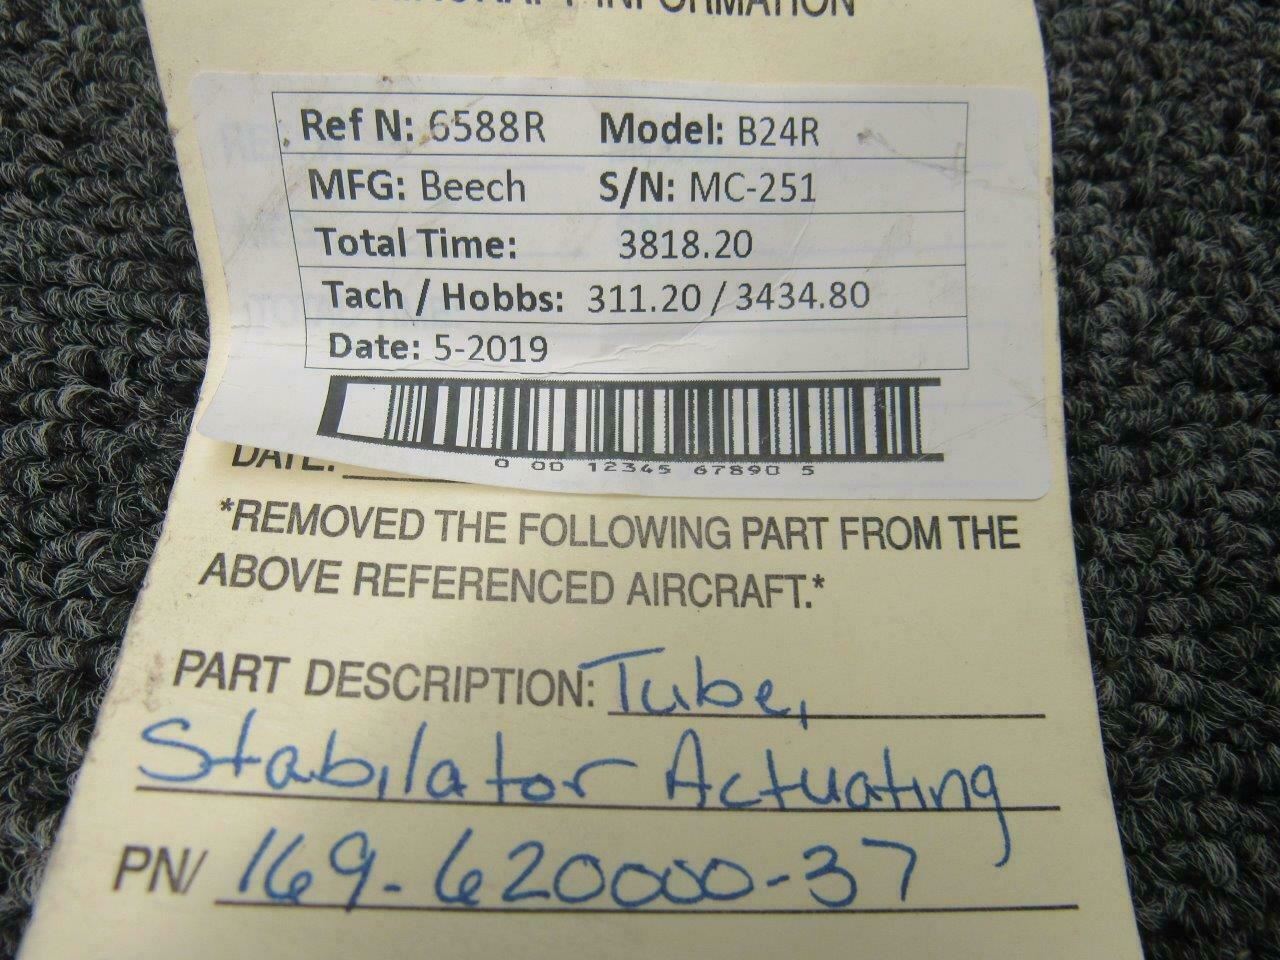 INFORMATION
Ref N: 6588R Model: B24R
MFG: Beech S/N: MC-251
Total Time: 3818.20
Tach / Hobbs: 311.20 / 3434.80
Date: 5-2019
0 00 12345 67890 5
DATE:
*REMOVED THE FOLLOWING PART FROM THE
ABOVE REFERENCED AIRCRAFT.*
PART DESCRIPTION: Tube,
Stabilator Actuating
PN/ 169-620000-37